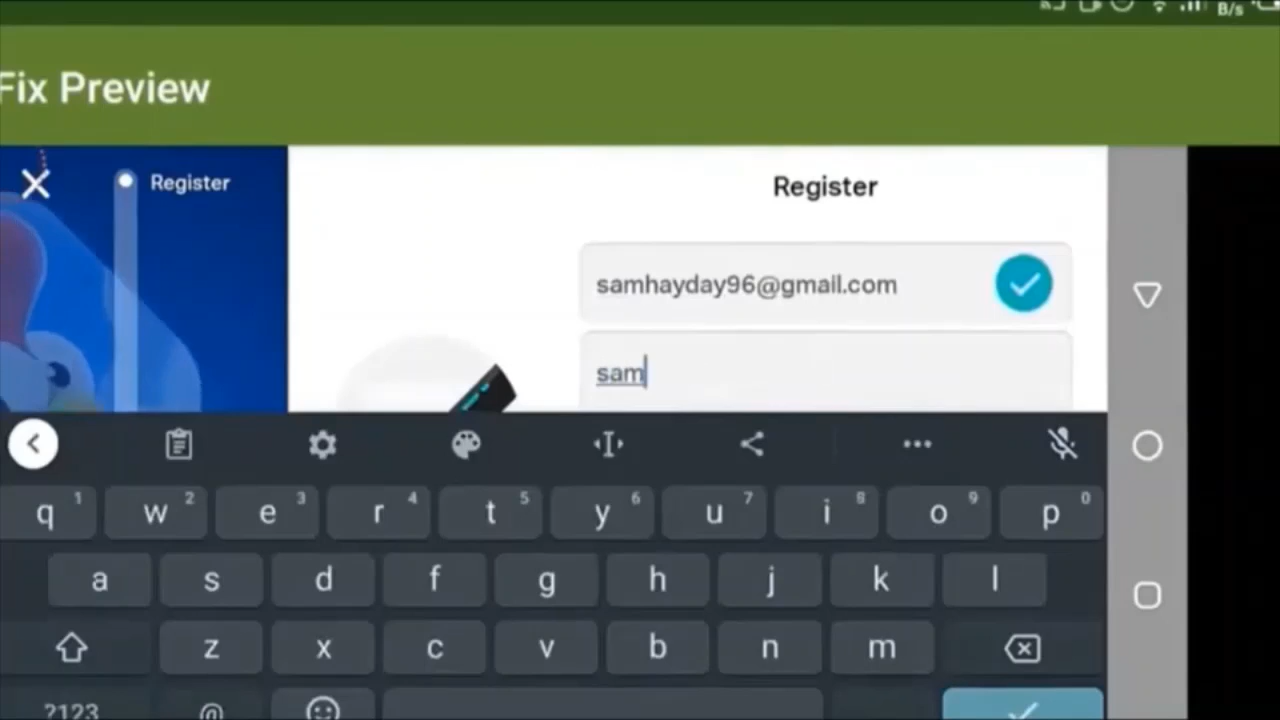 B/s
Fix Preview
Register
Register
samhayday96@gmail.com
sam
q 1 w 2 e 3 r 4 t 5 y 6 u 7 i 8 o 9 p 0
a s d f g h j k l
z x c v b n m
?123 @